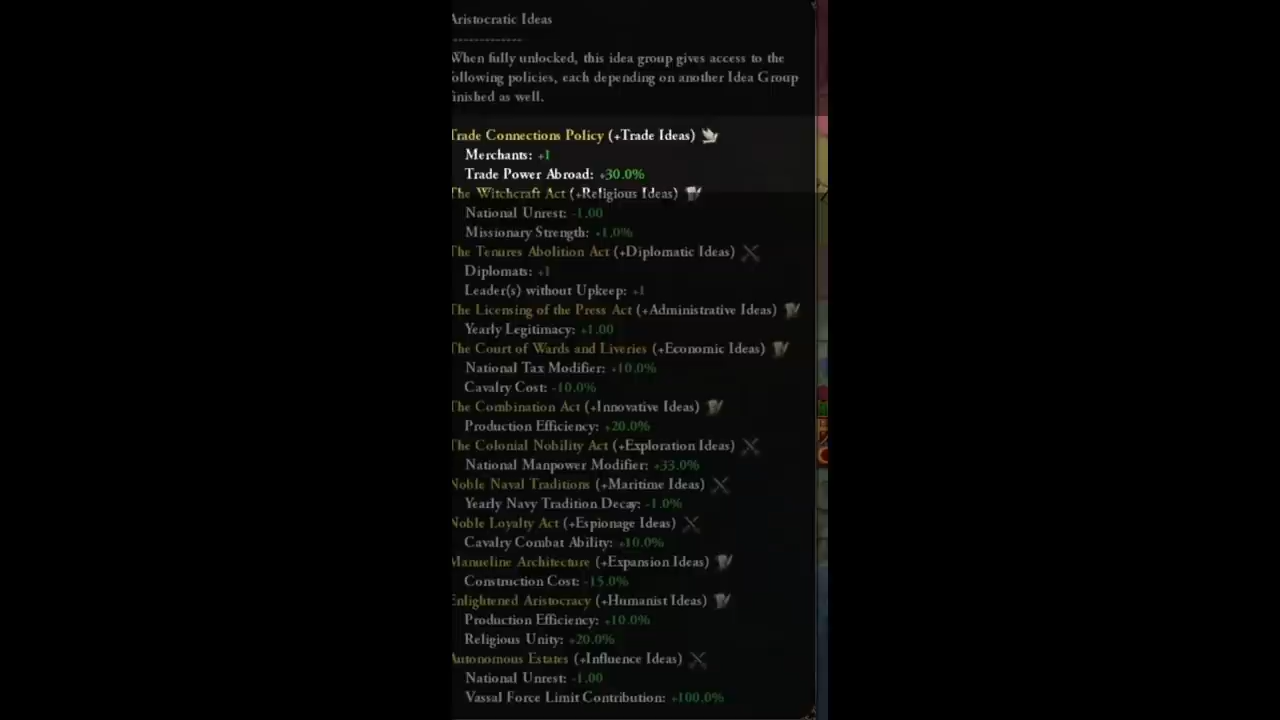 Aristocratic Ideas
-------------
When fully unlocked, this idea group gives access to the
following policies, each depending on another Idea Group
finished as well.
Trade Connections Policy (+Trade Ideas)
Merchants: +1
Trade Power Abroad: +30.0%
The Witchcraft Act (+Religious Ideas)
National Unrest: -1.00
Missionary Strength: +1.0%
The Tenures Abolition Act (+Diplomatic Ideas)
Diplomats: +1
Leader(s) without Upkeep: +1
The Licensing of the Press Act (+Administrative Ideas)
Yearly Legitimacy: +1.00
The Court of Wards and Liveries (+Economic Ideas)
National Tax Modifier: +10.0%
Cavalry Cost: -10.0%
The Combination Act (+Innovative Ideas)
Production Efficiency: +20.0%
The Colonial Nobility Act (+Exploration Ideas)
National Manpower Modifier: +33.0%
Noble Naval Traditions (+Maritime Ideas)
Yearly Navy Tradition Decay: -1.0%
Noble Loyalty Act (+Espionage Ideas)
Cavalry Combat Ability: +10.0%
Manueline Architecture (+Expansion Ideas)
Construction Cost: -15.0%
Enlightened Aristocracy (+Humanist Ideas)
Production Efficiency: +10.0%
Religious Unity: +20.0%
Autonomous Estates (+Influence Ideas)
National Unrest: -1.00
Vassal Force Limit Contribution: +100.0%